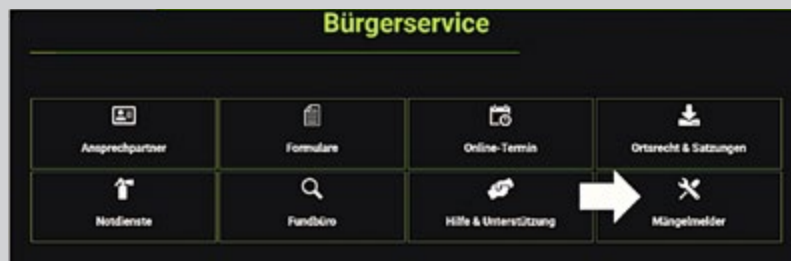 Bürgerservice
Ansprechpartner
Formulare
Online-Termin
Ortsrecht & Satzungen
Notdienste
Fundbüro
Hilfe & Unterstützung
Mängelmelder